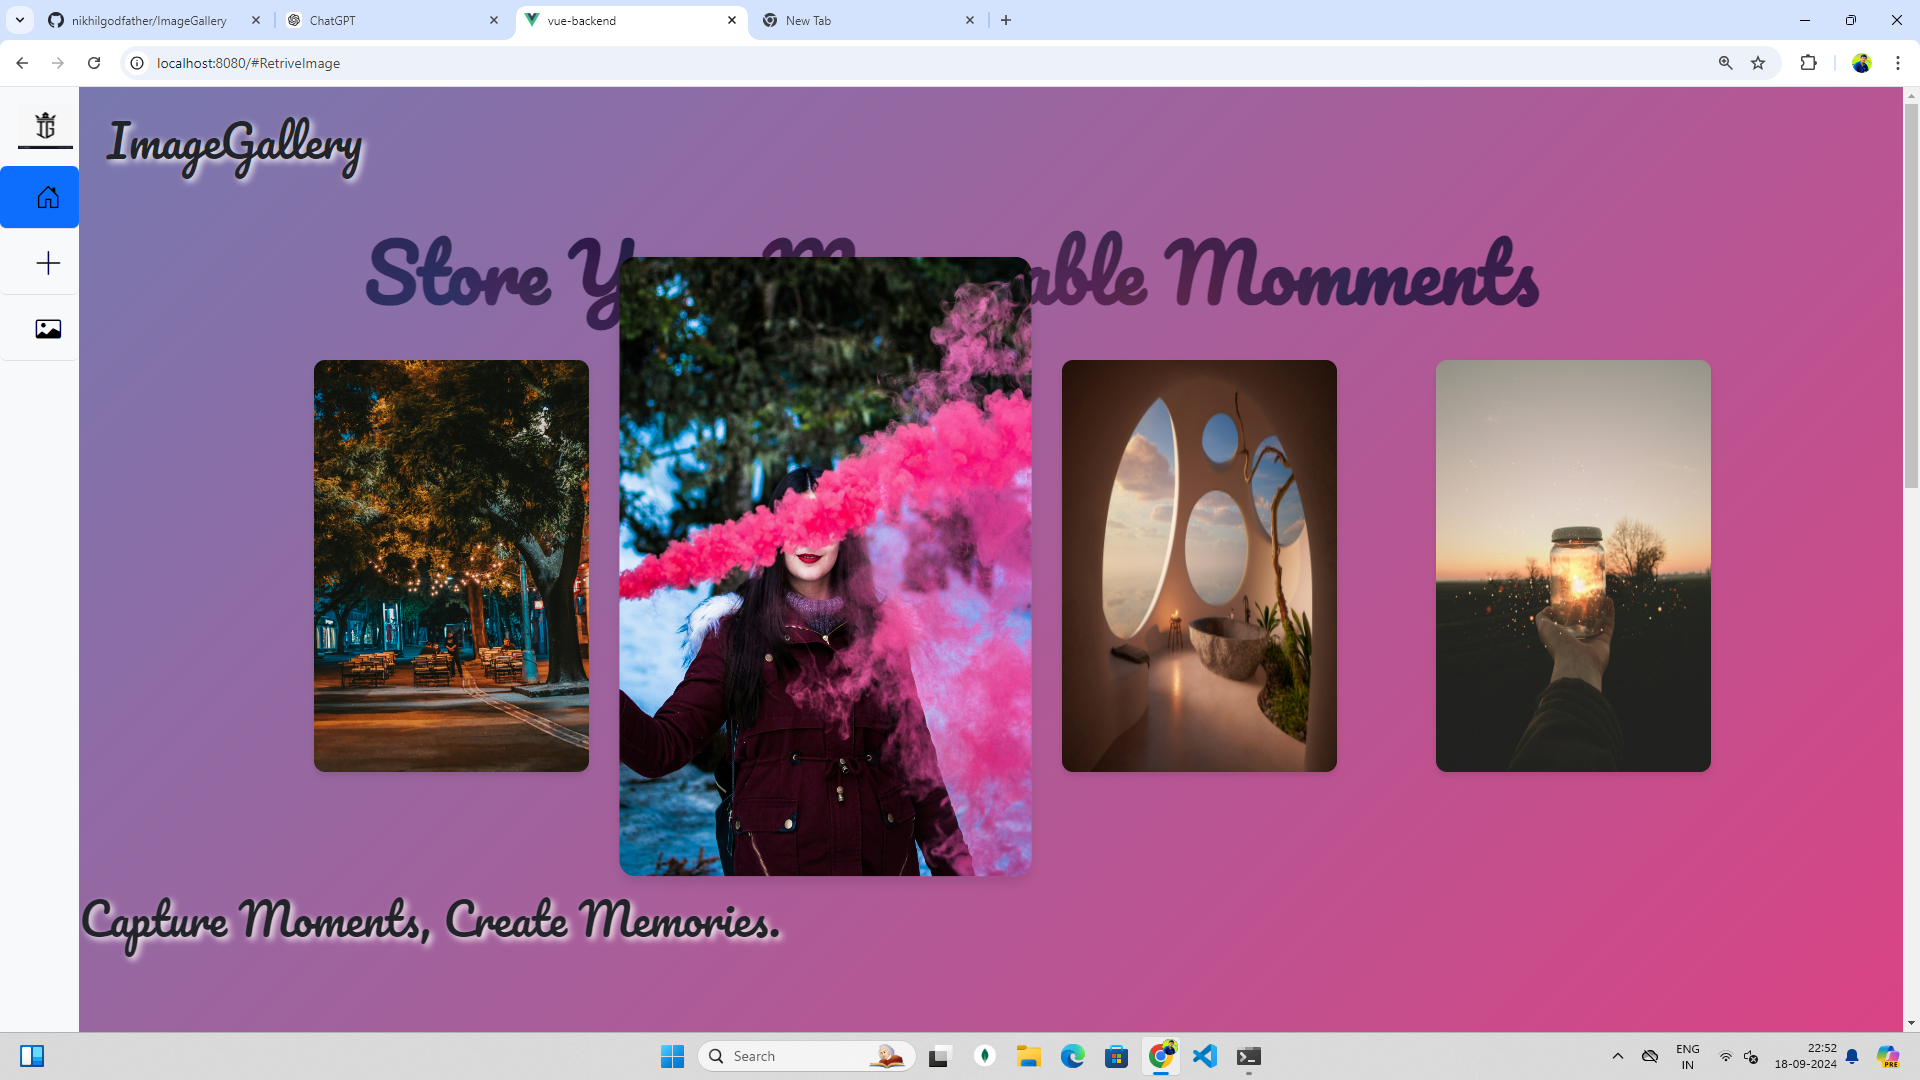 nikhilgodfather/ImageGallery
ChatGPT
vue-backend
New Tab
localhost:8080/#RetriveImage
ImageGallery
Store Y M able Momments
Capture Moments, Create Memories.
Search
ENG
IN
22:52
18-09-2024
PRE